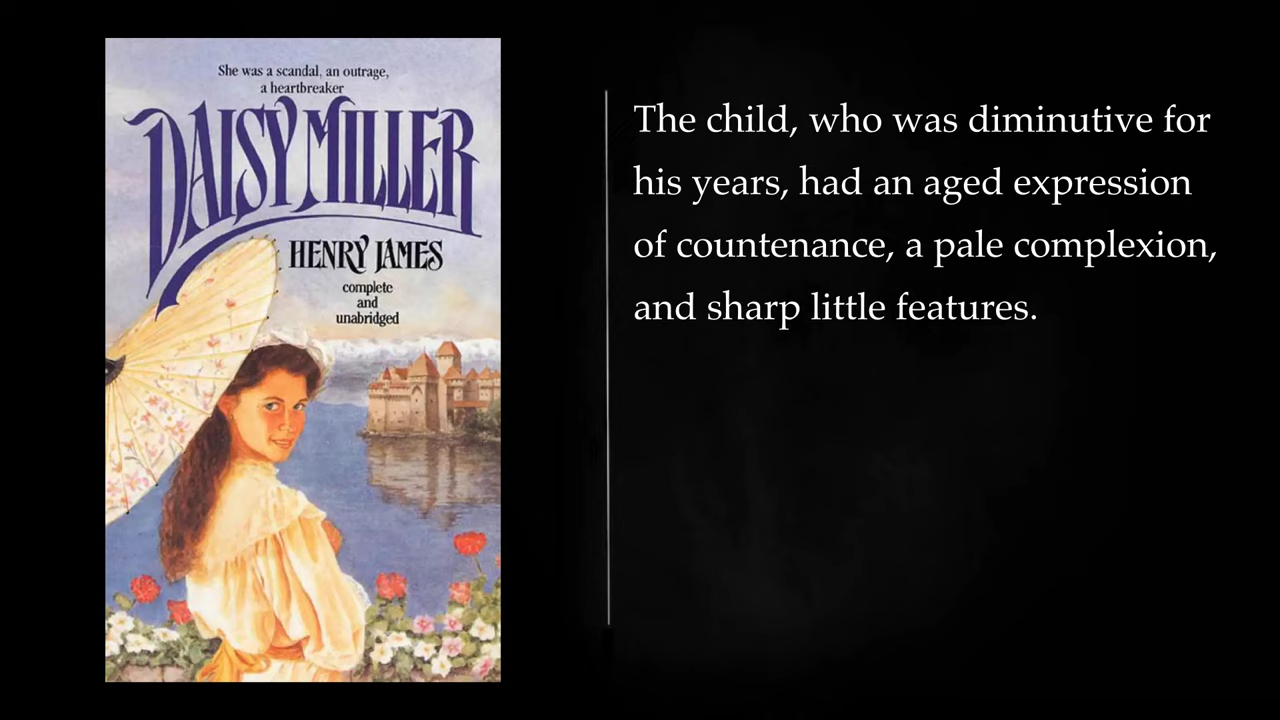 She was a scandal, an outrage,
a heartbreaker
DAISY MILLER
HENRY JAMES
complete
and
unabridged
The child, who was diminutive for
his years, had an aged expression
of countenance, a pale complexion,
and sharp little features.